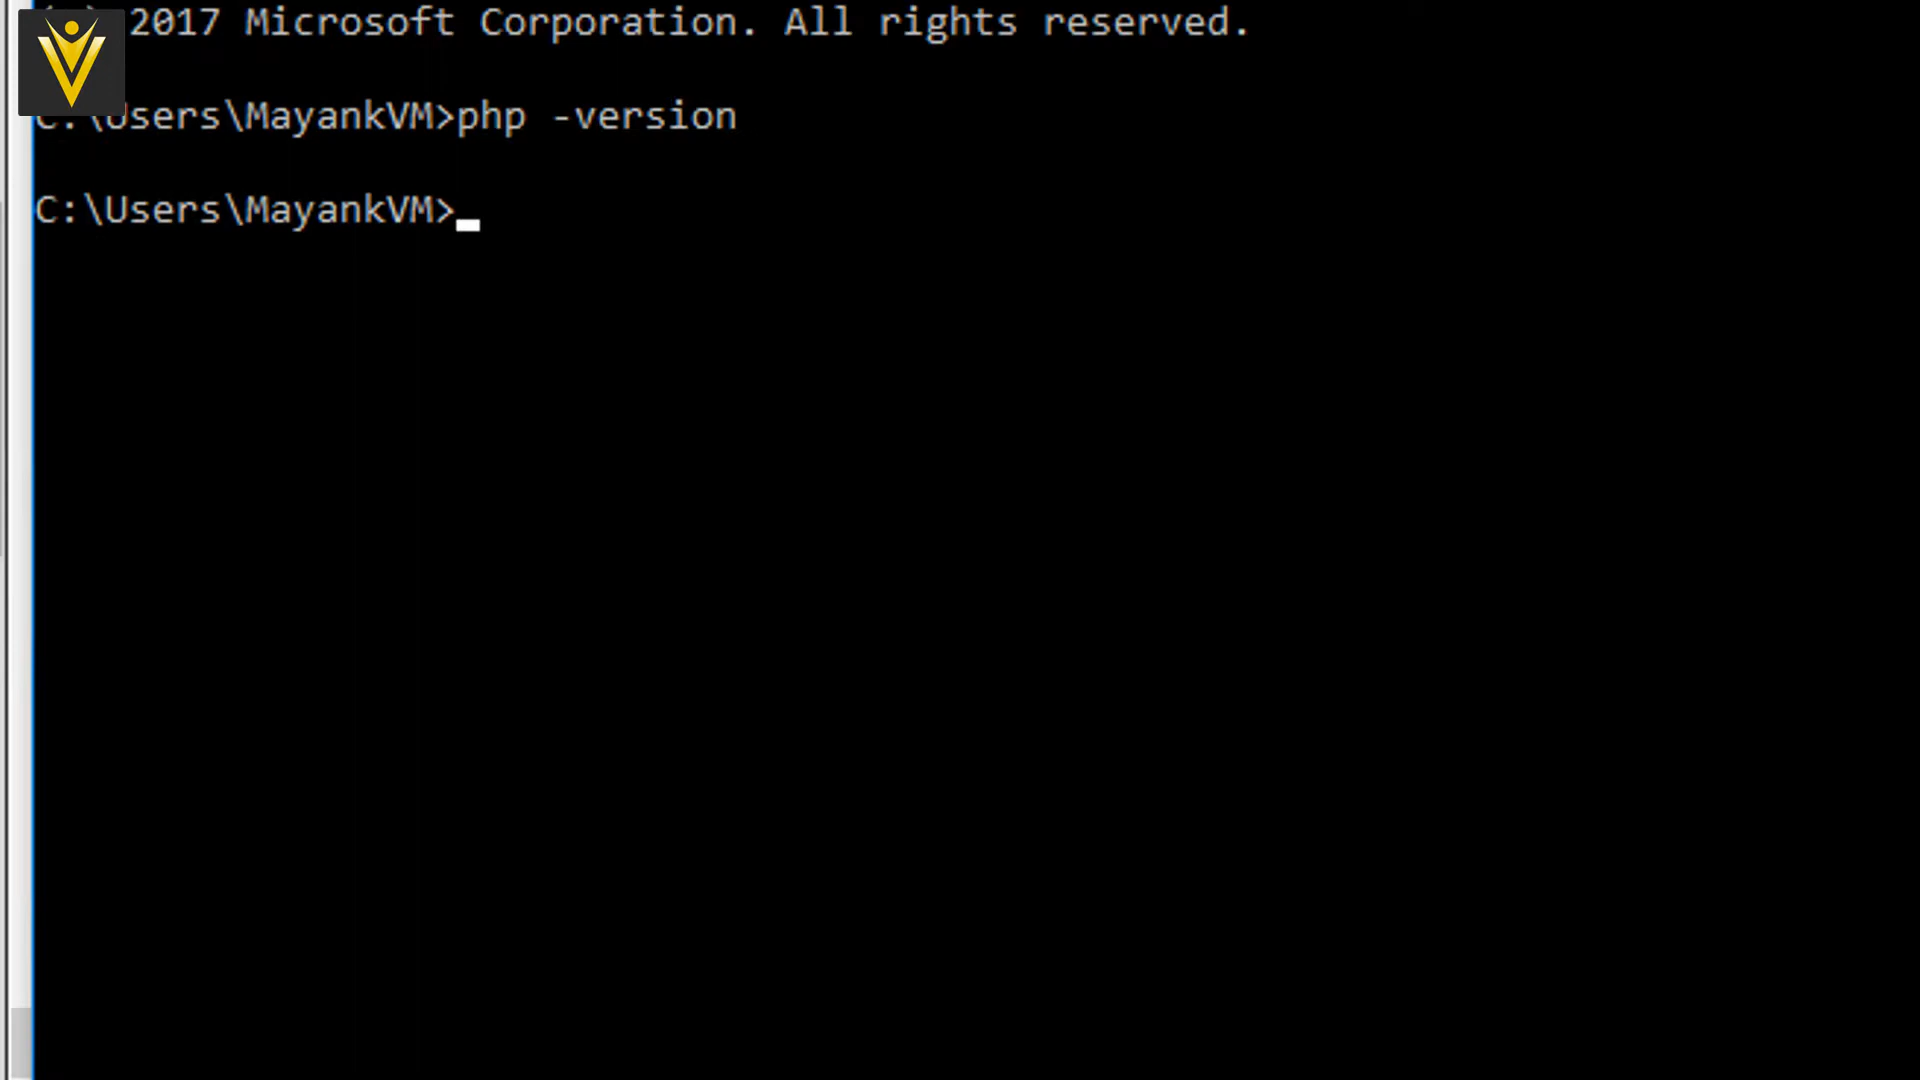 2017 Microsoft Corporation. All rights reserved.
C:\Users\MayankVM>php -version
C:\Users\MayankVM>